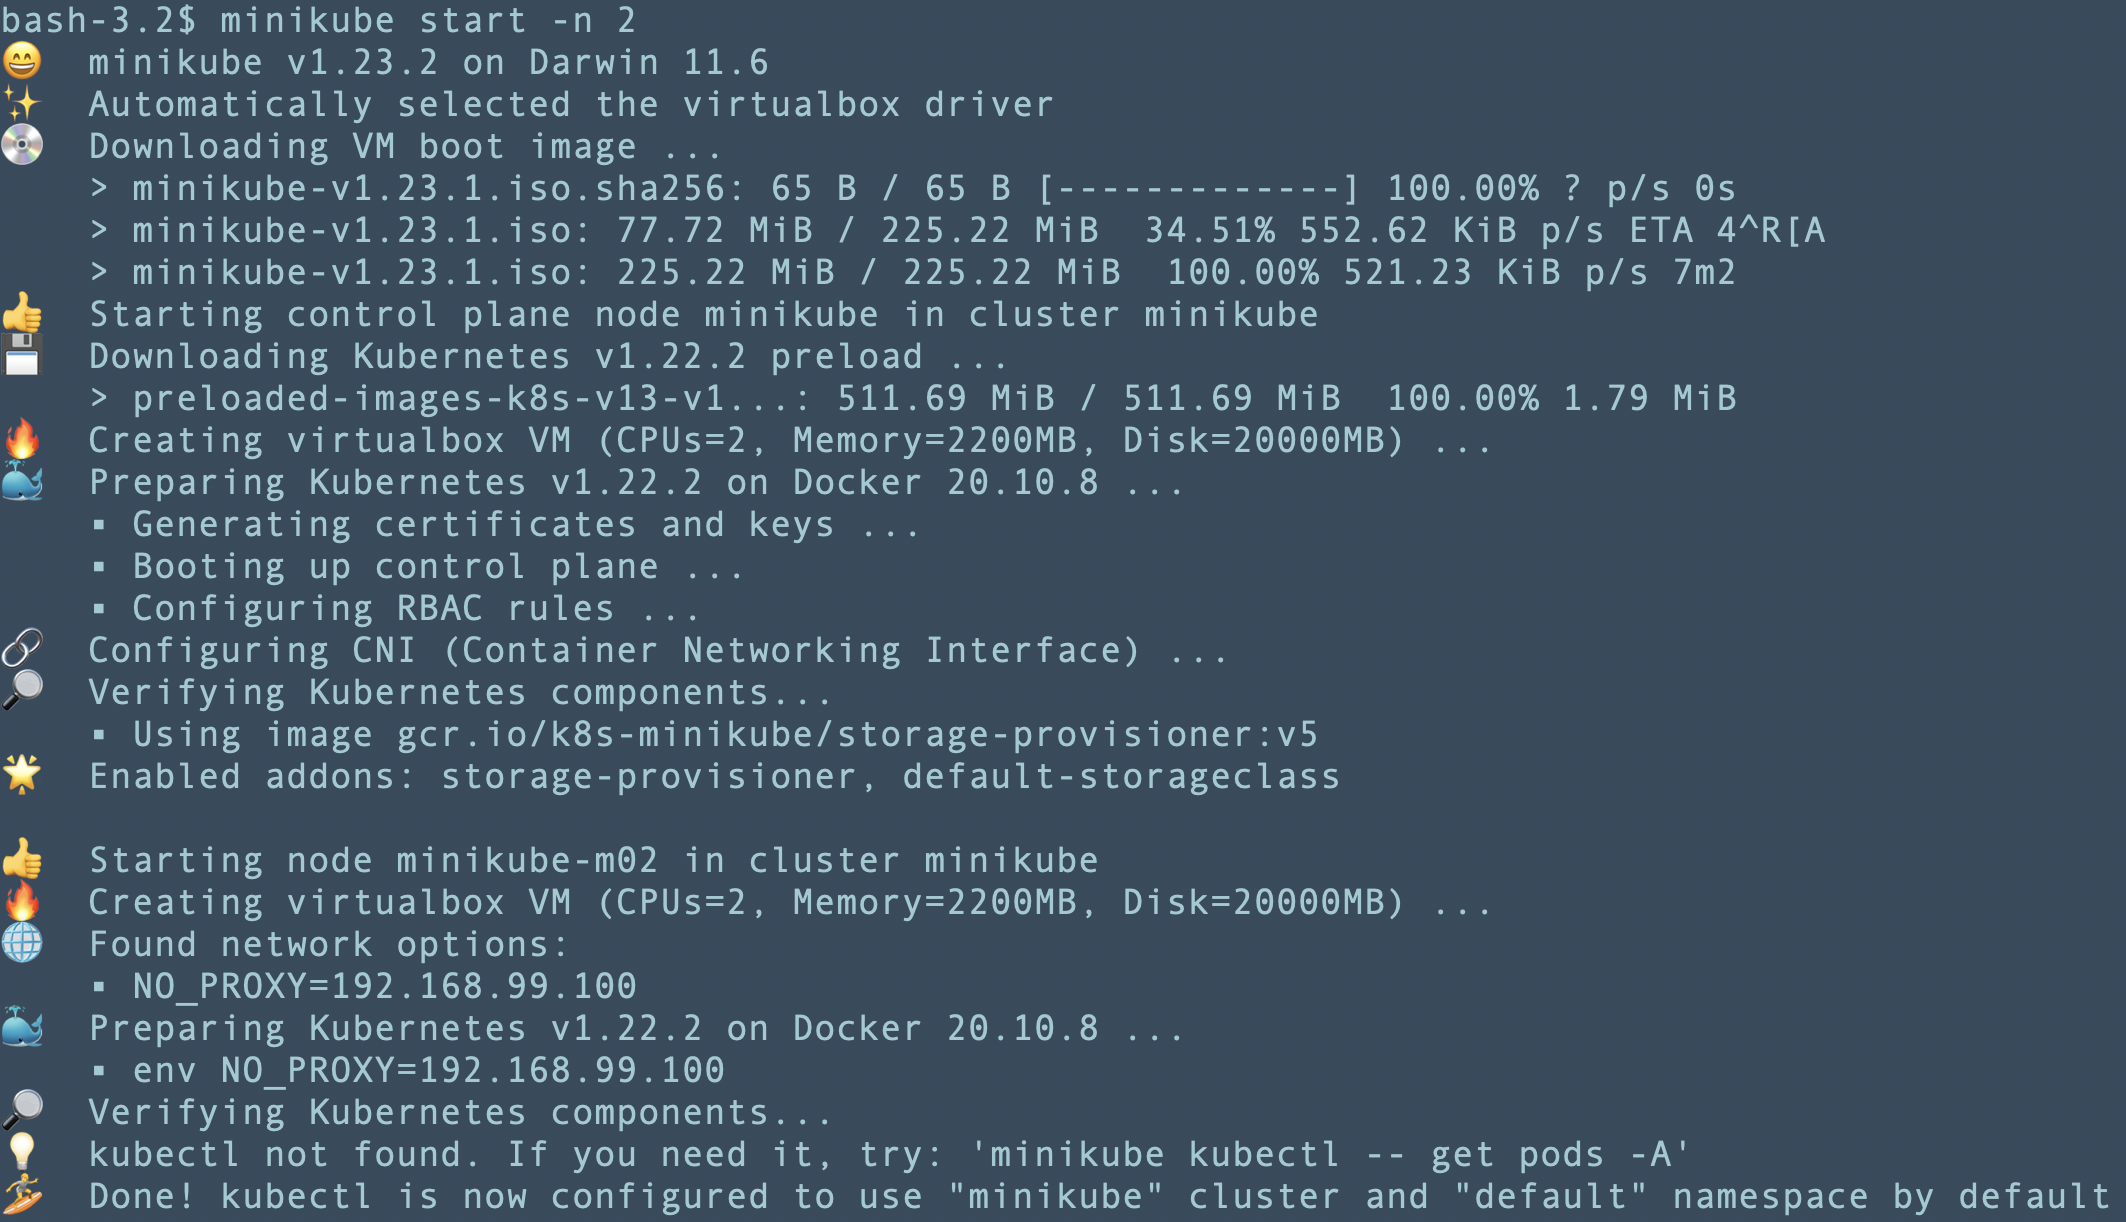 bash-3.2$ minikube start -n 2
😄  minikube v1.23.2 on Darwin 11.6
✨  Automatically selected the virtualbox driver
💿  Downloading VM boot image ...
    > minikube-v1.23.1.iso.sha256: 65 B / 65 B [-------------] 100.00% ? p/s 0s
    > minikube-v1.23.1.iso: 77.72 MiB / 225.22 MiB  34.51% 552.62 KiB p/s ETA 4^R[A
    > minikube-v1.23.1.iso: 225.22 MiB / 225.22 MiB  100.00% 521.23 KiB p/s 7m2
👍  Starting control plane node minikube in cluster minikube
💾  Downloading Kubernetes v1.22.2 preload ...
    > preloaded-images-k8s-v13-v1...: 511.69 MiB / 511.69 MiB  100.00% 1.79 MiB
🔥  Creating virtualbox VM (CPUs=2, Memory=2200MB, Disk=20000MB) ...
🐳  Preparing Kubernetes v1.22.2 on Docker 20.10.8 ...
    ▪ Generating certificates and keys ...
    ▪ Booting up control plane ...
    ▪ Configuring RBAC rules ...
🔗  Configuring CNI (Container Networking Interface) ...
🔎  Verifying Kubernetes components...
    ▪ Using image gcr.io/k8s-minikube/storage-provisioner:v5
🌟  Enabled addons: storage-provisioner, default-storageclass

👍  Starting node minikube-m02 in cluster minikube
🔥  Creating virtualbox VM (CPUs=2, Memory=2200MB, Disk=20000MB) ...
🌐  Found network options:
    ▪ NO_PROXY=192.168.99.100
🐳  Preparing Kubernetes v1.22.2 on Docker 20.10.8 ...
    ▪ env NO_PROXY=192.168.99.100
🔎  Verifying Kubernetes components...
💡  kubectl not found. If you need it, try: 'minikube kubectl -- get pods -A'
🏄  Done! kubectl is now configured to use "minikube" cluster and "default" namespace by default